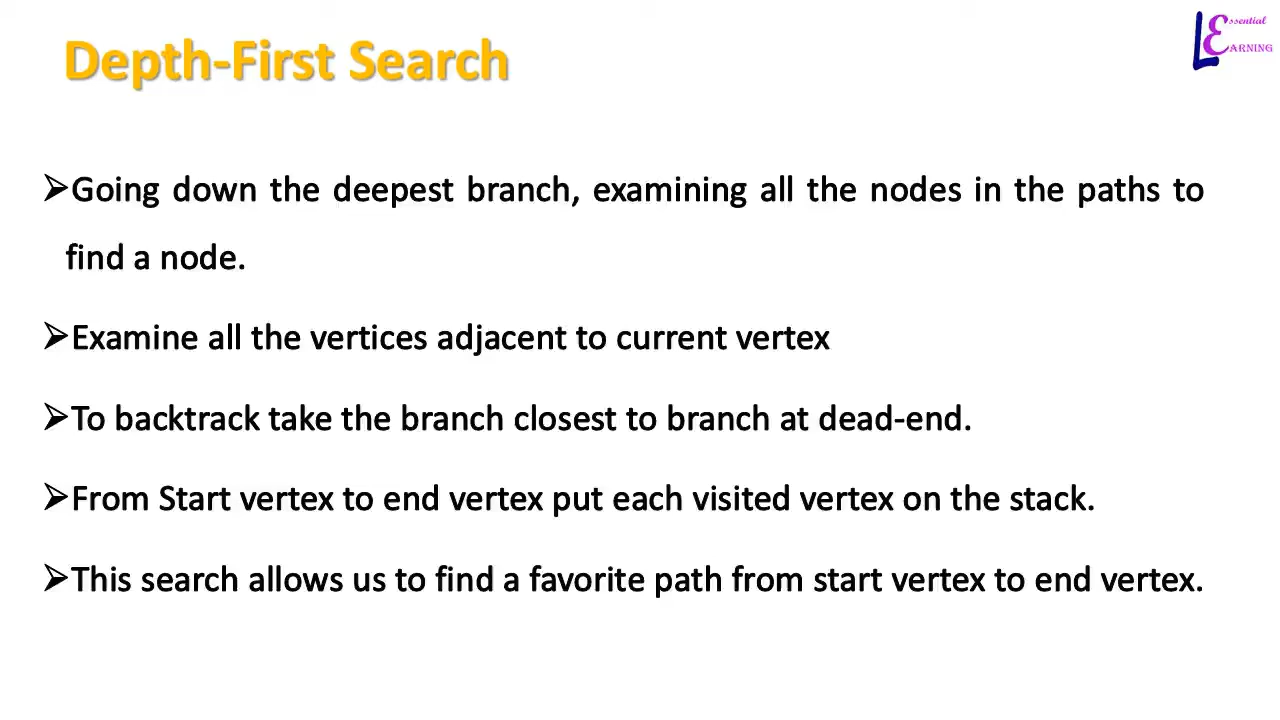 Depth-First Search
Essential
LEARNING
➢Going down the deepest branch, examining all the nodes in the paths to
find a node.
➢Examine all the vertices adjacent to current vertex
➢To backtrack take the branch closest to branch at dead-end.
➢From Start vertex to end vertex put each visited vertex on the stack.
➢This search allows us to find a favorite path from start vertex to end vertex.